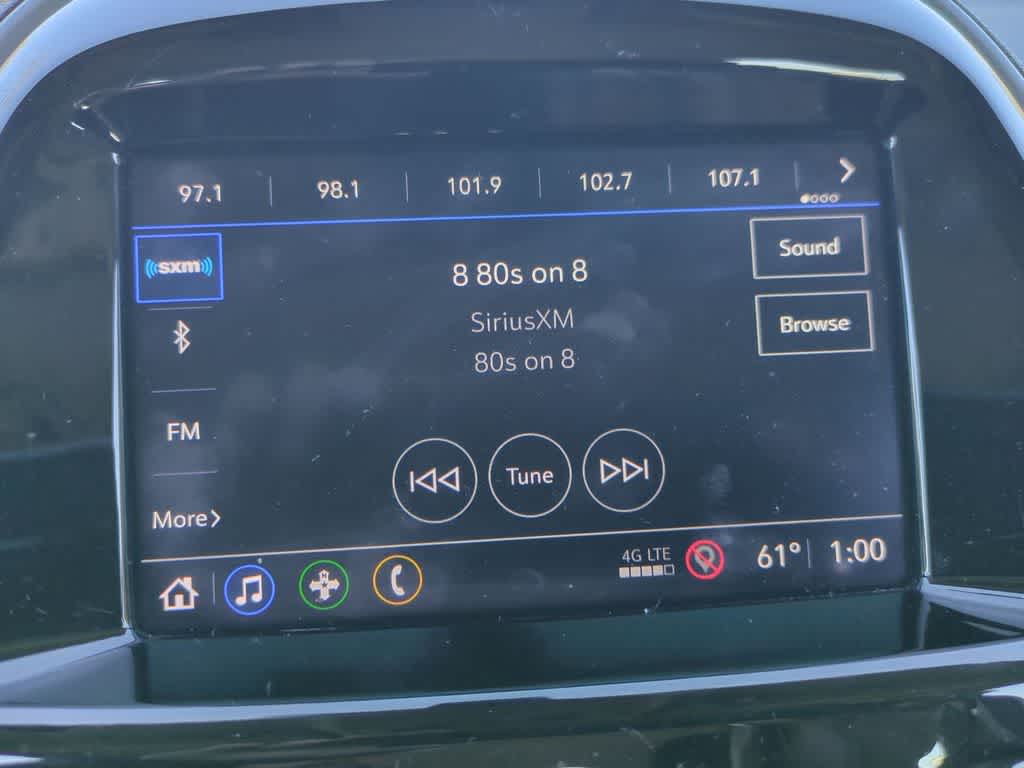 97.1 98.1 101.9 102.7 107.1
sxm
8 80s on 8
Sound
SiriusXM
Browse
80s on 8
FM
Tune
More
4G LTE
61° 1:00